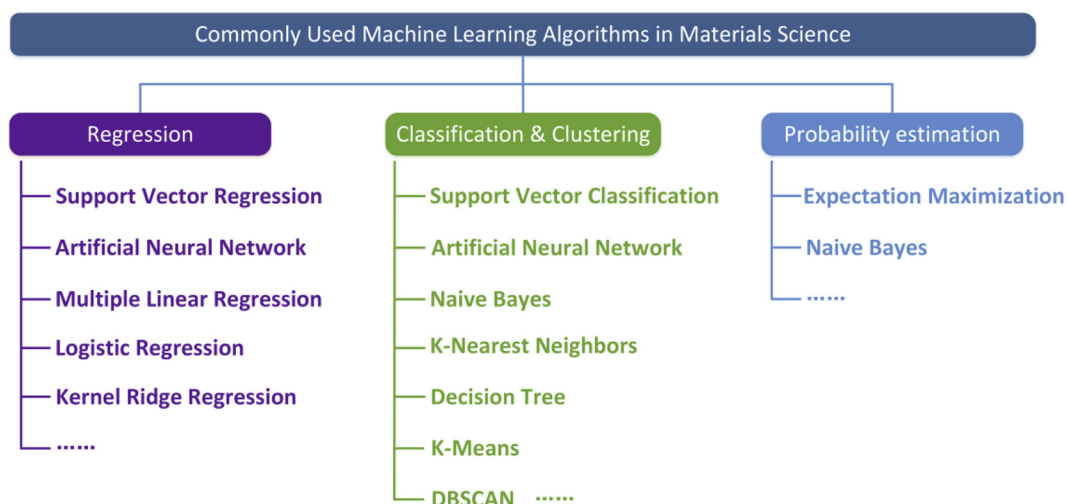 Commonly Used Machine Learning Algorithms in Materials Science
Regression
Support Vector Regression
Artificial Neural Network
Multiple Linear Regression
Logistic Regression
Kernel Ridge Regression
......
Classification & Clustering
Support Vector Classification
Artificial Neural Network
Naive Bayes
K-Nearest Neighbors
Decision Tree
K-Means
DBSCAN ......
Probability estimation
Expectation Maximization
Naive Bayes
......